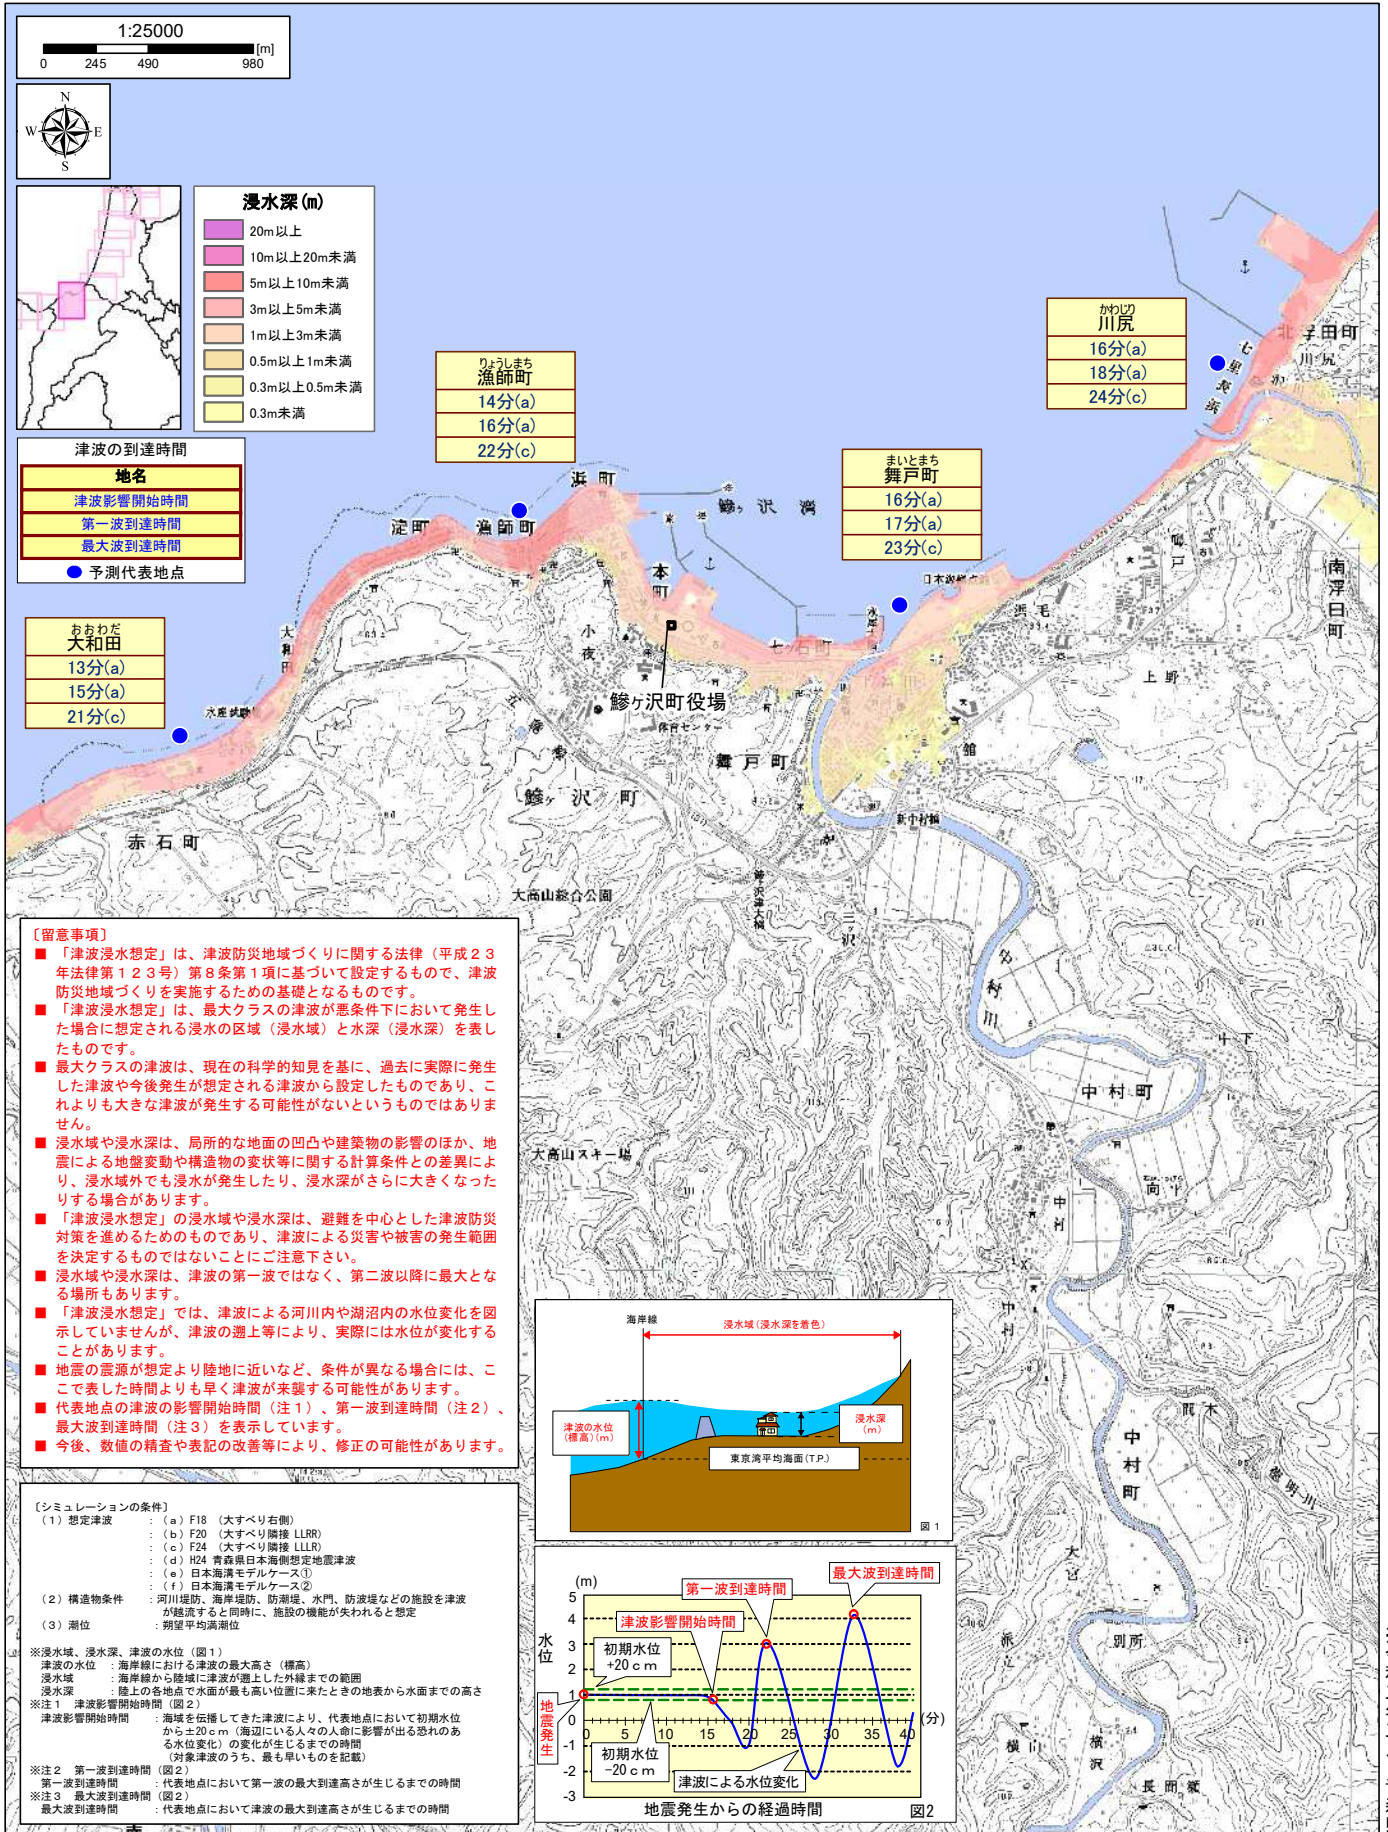 1:25000
[m]
0 245 490 980
N
W E
S
浸水深(m)
20m以上
10m以上20m未満
5m以上10m未満
3m以上5m未満
1m以上3m未満
0.5m以上1m未満
0.3m以上0.5m未満
0.3m未満
津波の到達時間
地名
津波影響開始時間
第一波到達時間
最大波到達時間
予測代表地点
おおわだ
大和田
13分(a)
15分(a)
21分(c)
りょうしまち
漁師町
14分(a)
16分(a)
22分(c)
まいとまち
舞戸町
16分(a)
17分(a)
23分(c)
かわじり
川尻
16分(a)
18分(a)
24分(c)
北浮田町
川尻
七里長浜
浜町
淀町
漁師町
鰺ヶ沢湾
本町
大和田
小夜
七ツ石町
鰺ヶ沢町役場
体育センター
舞戸町
鰺ヶ沢町
赤石町
浜毛
上野
南浮田町
舘
新中村橋
大高山総合公園
大高山スキー場
中村川
中村町
中村
中村
中村町
大宮
派立
別所
横川
横沢
長間瀬
〔留意事項〕
■ 「津波浸水想定」は、津波防災地域づくりに関する法律（平成２３
年法律第１２３号）第８条第１項に基づいて設定するもので、津波
防災地域づくりを実施するための基礎となるものです。
■ 「津波浸水想定」は、最大クラスの津波が悪条件下において発生し
た場合に想定される浸水の区域（浸水域）と水深（浸水深）を表し
たものです。
■ 最大クラスの津波は、現在の科学的知見を基に、過去に実際に発生
した津波や今後発生が想定される津波から設定したものであり、こ
れよりも大きな津波が発生する可能性がないというものではありま
せん。
■ 浸水域や浸水深は、局所的な地面の凹凸や建築物の影響のほか、地
震による地盤変動や構造物の変状等に関する計算条件との差異によ
り、浸水域外でも浸水が発生したり、浸水深がさらに大きくなった
りする場合があります。
■ 「津波浸水想定」の浸水域や浸水深は、避難を中心とした津波防災
対策を進めるためのものであり、津波による災害や被害の発生範囲
を決定するものではないことにご注意下さい。
■ 浸水域や浸水深は、津波の第一波ではなく、第二波以降に最大とな
る場所もあります。
■ 「津波浸水想定」では、津波による河川内や湖沼内の水位変化を図
示していませんが、津波の遡上等により、実際には水位が変化する
ことがあります。
■ 地震の震源が想定より陸地に近いなど、条件が異なる場合には、こ
こで表した時間よりも早く津波が来襲する可能性があります。
■ 代表地点の津波の影響開始時間（注１）、第一波到達時間（注２）、
最大波到達時間（注３）を表示しています。
■ 今後、数値の精査や表記の改善等により、修正の可能性があります。
〔シミュレーションの条件〕
（１）想定津波 ：（ａ）F18 （大すべり右側）
：（ｂ）F20 （大すべり隣接 LLRR）
：（ｃ）F24 （大すべり隣接 LLLR）
：（ｄ）H24 青森県日本海側想定地震津波
：（ｅ）日本海溝モデルケース①
：（ｆ）日本海溝モデルケース②
（２）構造物条件 ：河川堤防、海岸堤防、防潮堤、水門、防波堤などの施設を津波
が越流すると同時に、施設の機能が失われると想定
（３）潮位 ：朔望平均満潮位
※浸水域、浸水深、津波の水位（図１）
津波の水位 ：海岸線における津波の最大高さ（標高）
浸水域 ：海岸線から陸域に津波が遡上した外縁までの範囲
浸水深 ：陸上の各地点で水面が最も高い位置に来たときの地表から水面までの高さ
※注１ 津波影響開始時間（図２）
津波影響開始時間 ：海域を伝播してきた津波により、代表地点において初期水位
から±20ｃｍ（海辺にいる人々の人命に影響が出る恐れのあ
る水位変化）の変化が生じるまでの時間
（対象津波のうち、最も早いものを記載）
※注２ 第一波到達時間（図２）
第一波到達時間 ：代表地点において第一波の最大到達高さが生じるまでの時間
※注３ 最大波到達時間（図２）
最大波到達時間 ：代表地点において津波の最大到達高さが生じるまでの時間
海岸線
浸水域（浸水深を着色）
津波の水位
（標高）（m）
浸水深
（m）
東京湾平均海面（T.P.）
図１
(m)
水位
5
4
3
2
1
0
-1
-2
-3
最大波到達時間
第一波到達時間
津波影響開始時間
初期水位
+20ｃｍ
地震発生
初期水位
-20ｃｍ
津波による水位変化
0 5 10 15 20 25 30 35 40
(分)
地震発生からの経過時間
図2